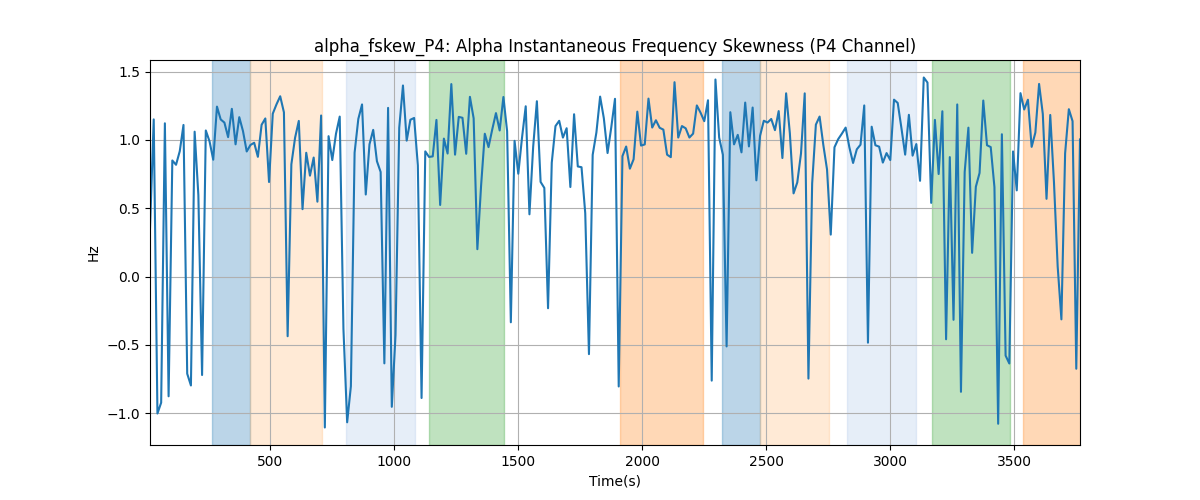 alpha_fskew_P4: Alpha Instantaneous Frequency Skewness (P4 Channel)
1.5
1.0
0.5
0.0
−0.5
−1.0
Hz
500 1000 1500 2000 2500 3000 3500
Time(s)